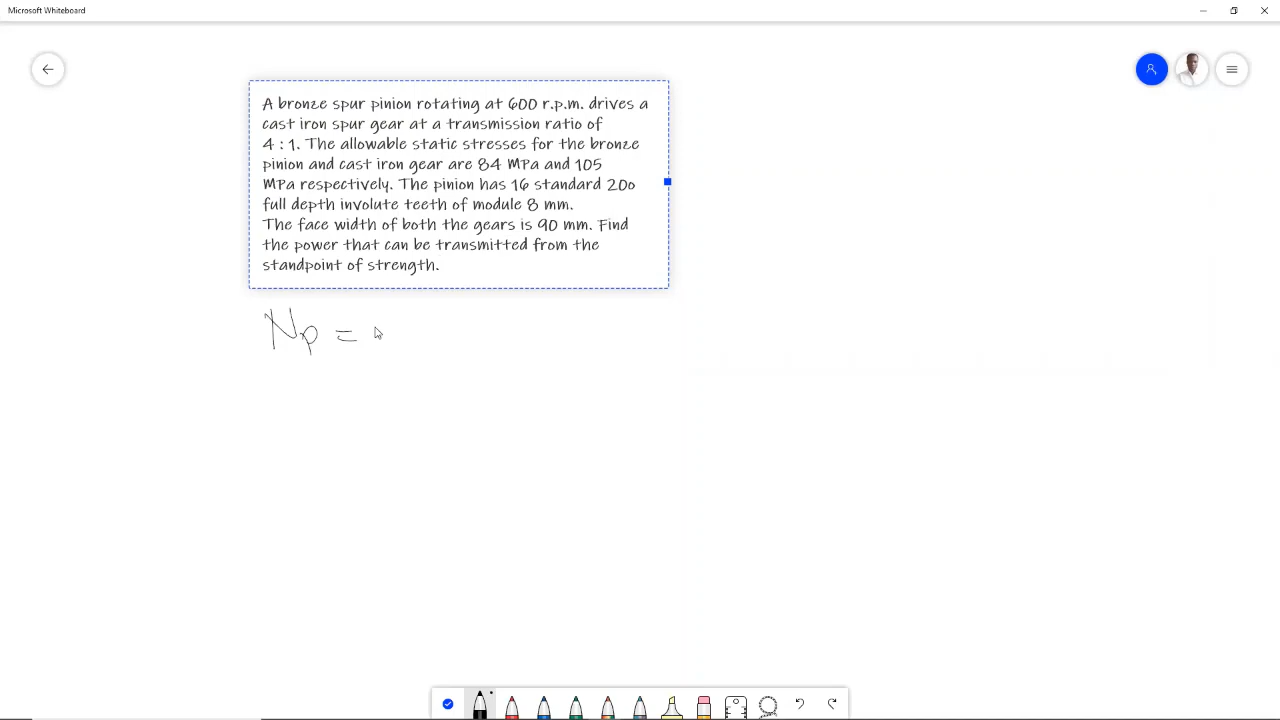 Microsoft Whiteboard
A bronze spur pinion rotating at 600 r.p.m. drives a
cast iron spur gear at a transmission ratio of
4 : 1. The allowable static stresses for the bronze
pinion and cast iron gear are 84 MPa and 105
MPa respectively. The pinion has 16 standard 20o
full depth involute teeth of module 8 mm.
The face width of both the gears is 90 mm. Find
the power that can be transmitted from the
standpoint of strength.
Np =